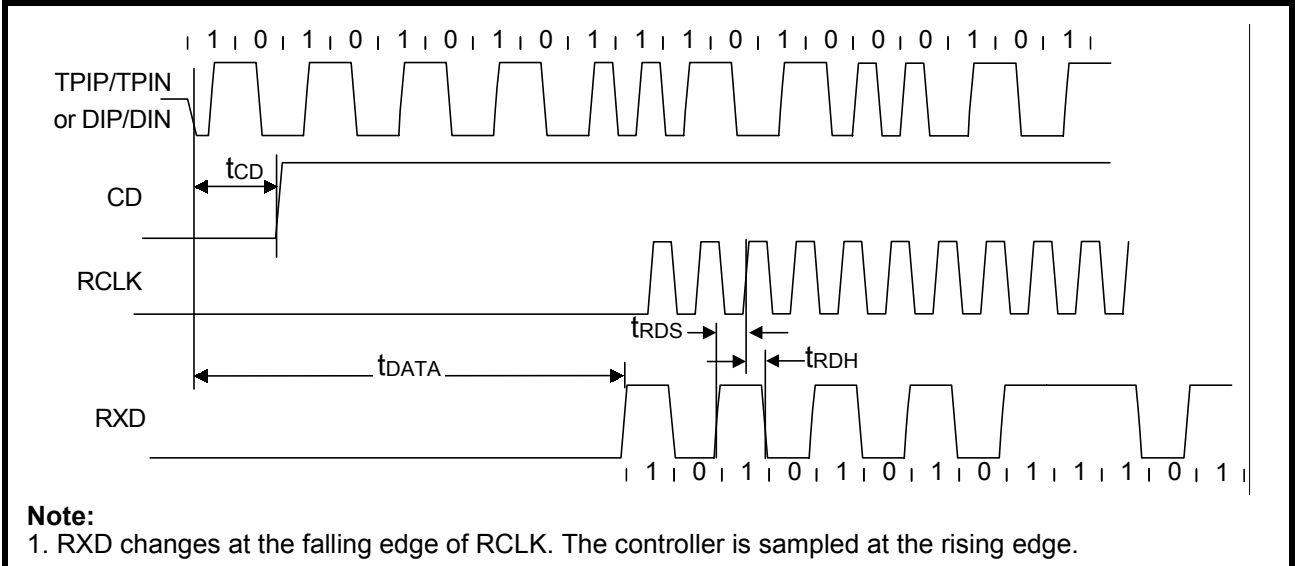 1 0 1 0 1 0 1 0 1 1 1 0 1 0 0 0 1 0 1
TPIP/TPIN
or DIP/DIN
tCD
CD
RCLK
tRDS
tRDH
tDATA
RXD
1 0 1 0 1 0 1 0 1 1 1 0 1
Note:
1. RXD changes at the falling edge of RCLK. The controller is sampled at the rising edge.